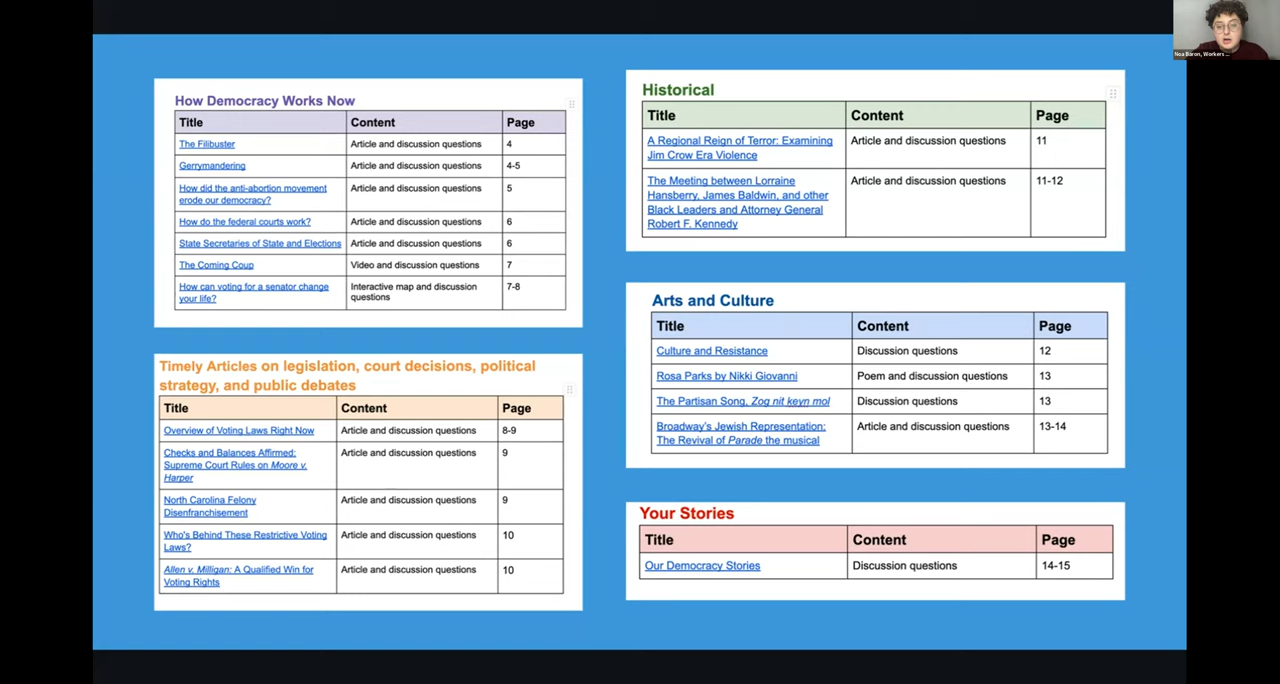 How Democracy Works Now
Title Content Page
The Filibuster Article and discussion questions 4
Gerrymandering Article and discussion questions 4-5
How did the anti-abortion movement Article and discussion questions 5
erode our democracy?
How do the federal courts work? Article and discussion questions 6
State Secretaries of State and Elections Article and discussion questions 6
The Coming Coup Video and discussion questions 7
How can voting for a senator change Interactive map and discussion 7-8
your life? questions
Timely Articles on legislation, court decisions, political
strategy, and public debates
Title Content Page
Overview of Voting Laws Right Now Article and discussion questions 8-9
Checks and Balances Affirmed: Article and discussion questions 9
Supreme Court Rules on Moore v.
Harper
North Carolina Felony Article and discussion questions 9
Disenfranchisement
Who's Behind These Restrictive Voting Article and discussion questions 10
Laws?
Allen v. Milligan: A Qualified Win for Article and discussion questions 10
Voting Rights
Historical
Title Content Page
A Regional Reign of Terror: Examining Article and discussion questions 11
Jim Crow Era Violence
The Meeting between Lorraine Article and discussion questions 11-12
Hansberry, James Baldwin, and other
Black Leaders and Attorney General
Robert F. Kennedy
Arts and Culture
Title Content Page
Culture and Resistance Discussion questions 12
Rosa Parks by Nikki Giovanni Poem and discussion questions 13
The Partisan Song, Zog nit keyn mol Discussion questions 13
Broadway's Jewish Representation: Article and discussion questions 13-14
The Revival of Parade the musical
Your Stories
Title Content Page
Our Democracy Stories Discussion questions 14-15
Noa Baron, Workers ...